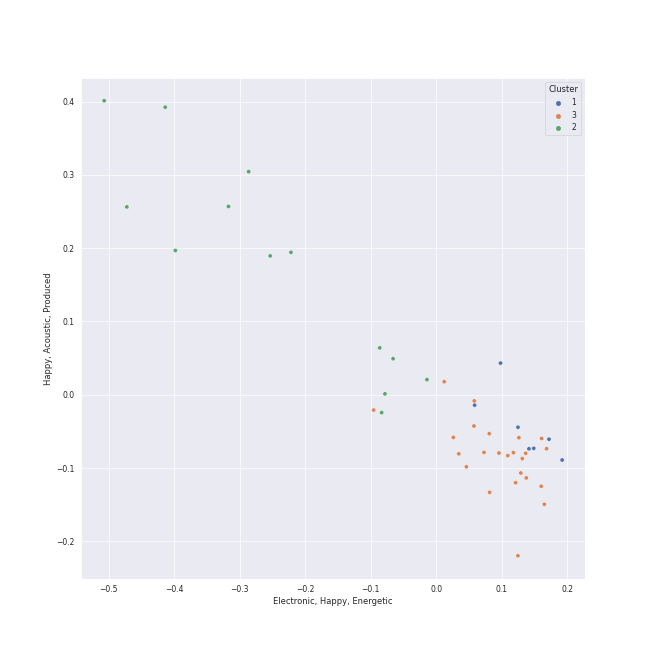 Cluster
1
3
2
0.4
0.3
0.2
0.1
0.0
−0.1
−0.2
Happy, Acoustic, Produced
−0.5 −0.4 −0.3 −0.2 −0.1 0.0 0.1 0.2
Electronic, Happy, Energetic